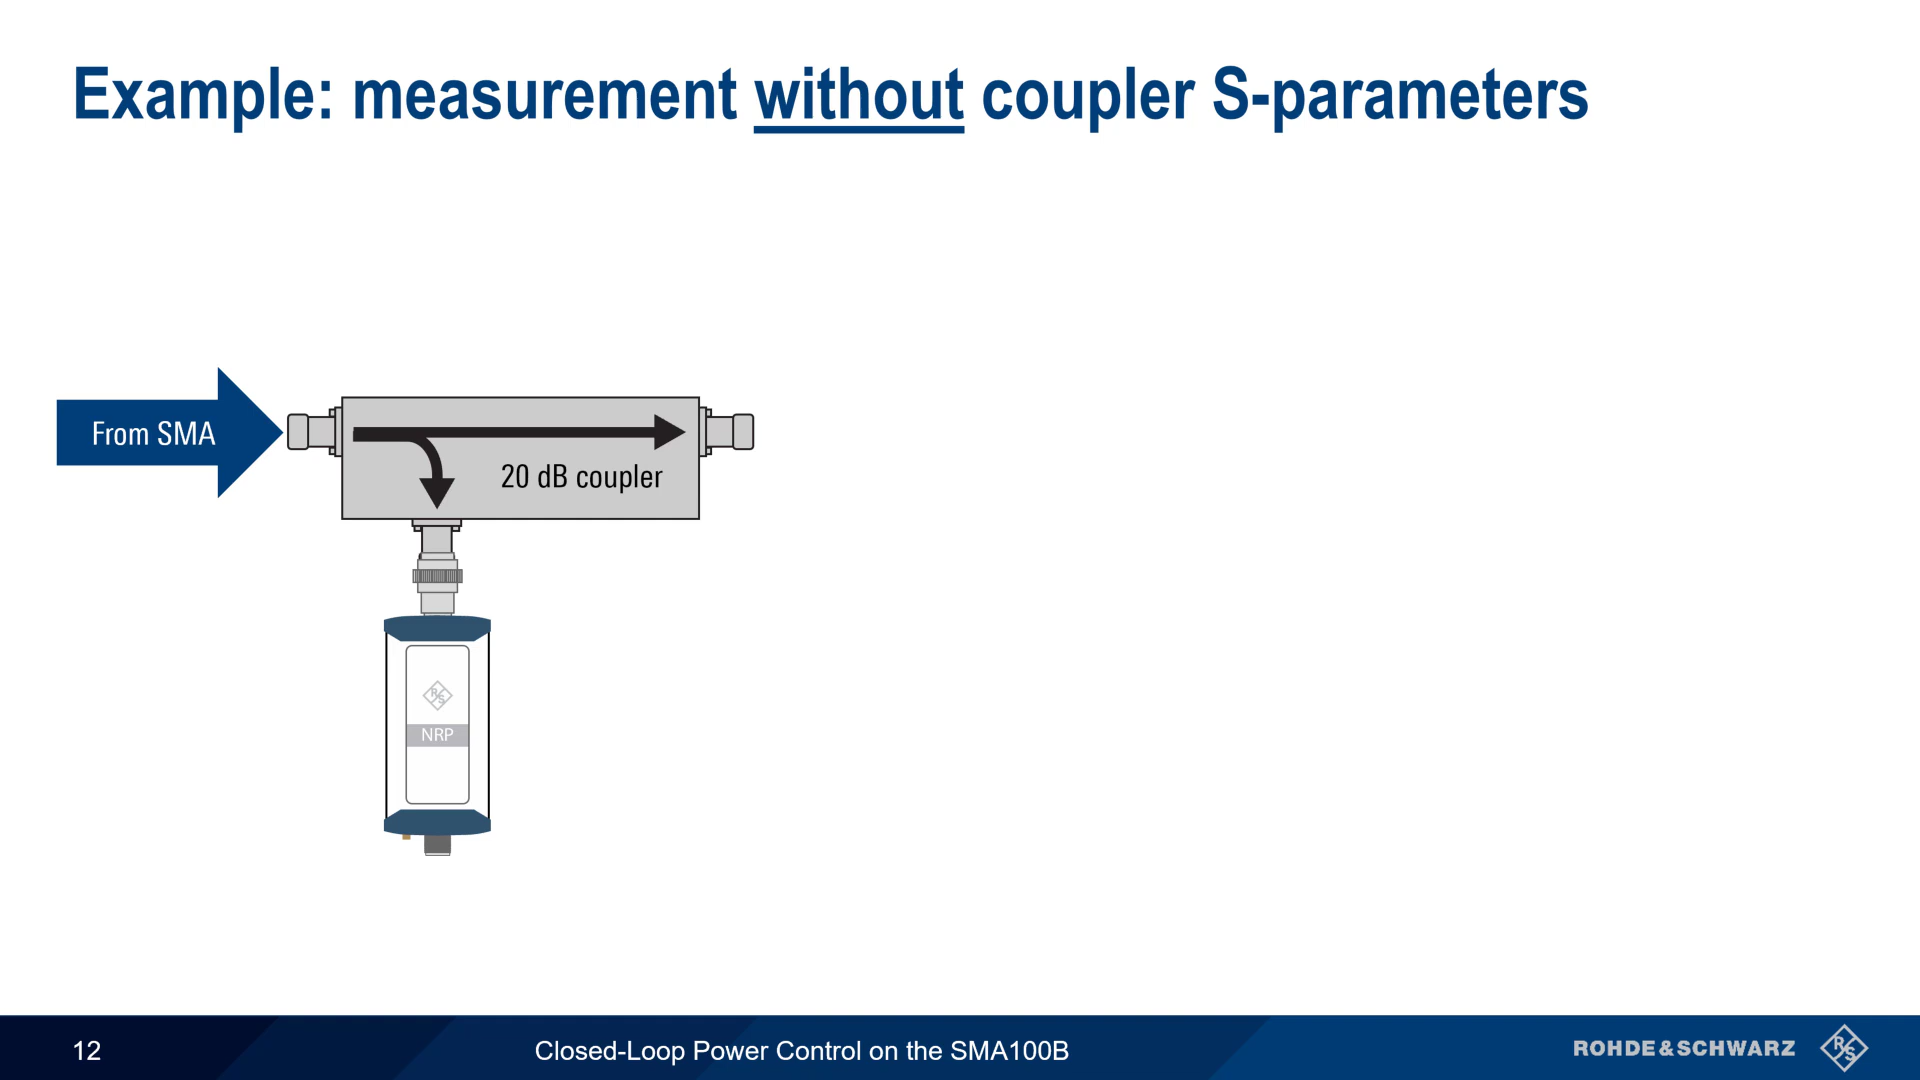 Example: measurement without coupler S-parameters
From SMA
20 dB coupler
R
S
NRP
12
Closed-Loop Power Control on the SMA100B
ROHDE&SCHWARZ
R
S